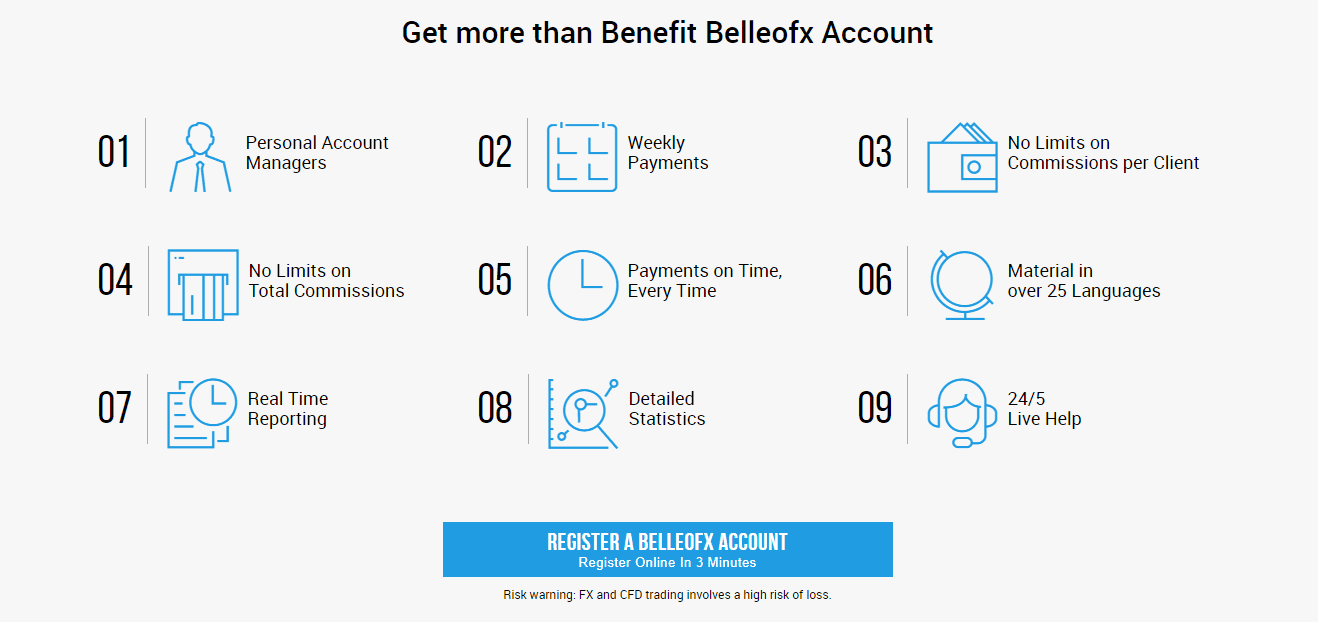 Get more than Benefit Belleofx Account
01
Personal Account
Managers
02
Weekly
Payments
03
No Limits on
Commissions per Client
04
No Limits on
Total Commissions
05
Payments on Time,
Every Time
06
Material in
over 25 Languages
07
Real Time
Reporting
08
Detailed
Statistics
09
24/5
Live Help
REGISTER A BELLEOFX ACCOUNT
Register Online In 3 Minutes
Risk warning: FX and CFD trading involves a high risk of loss.